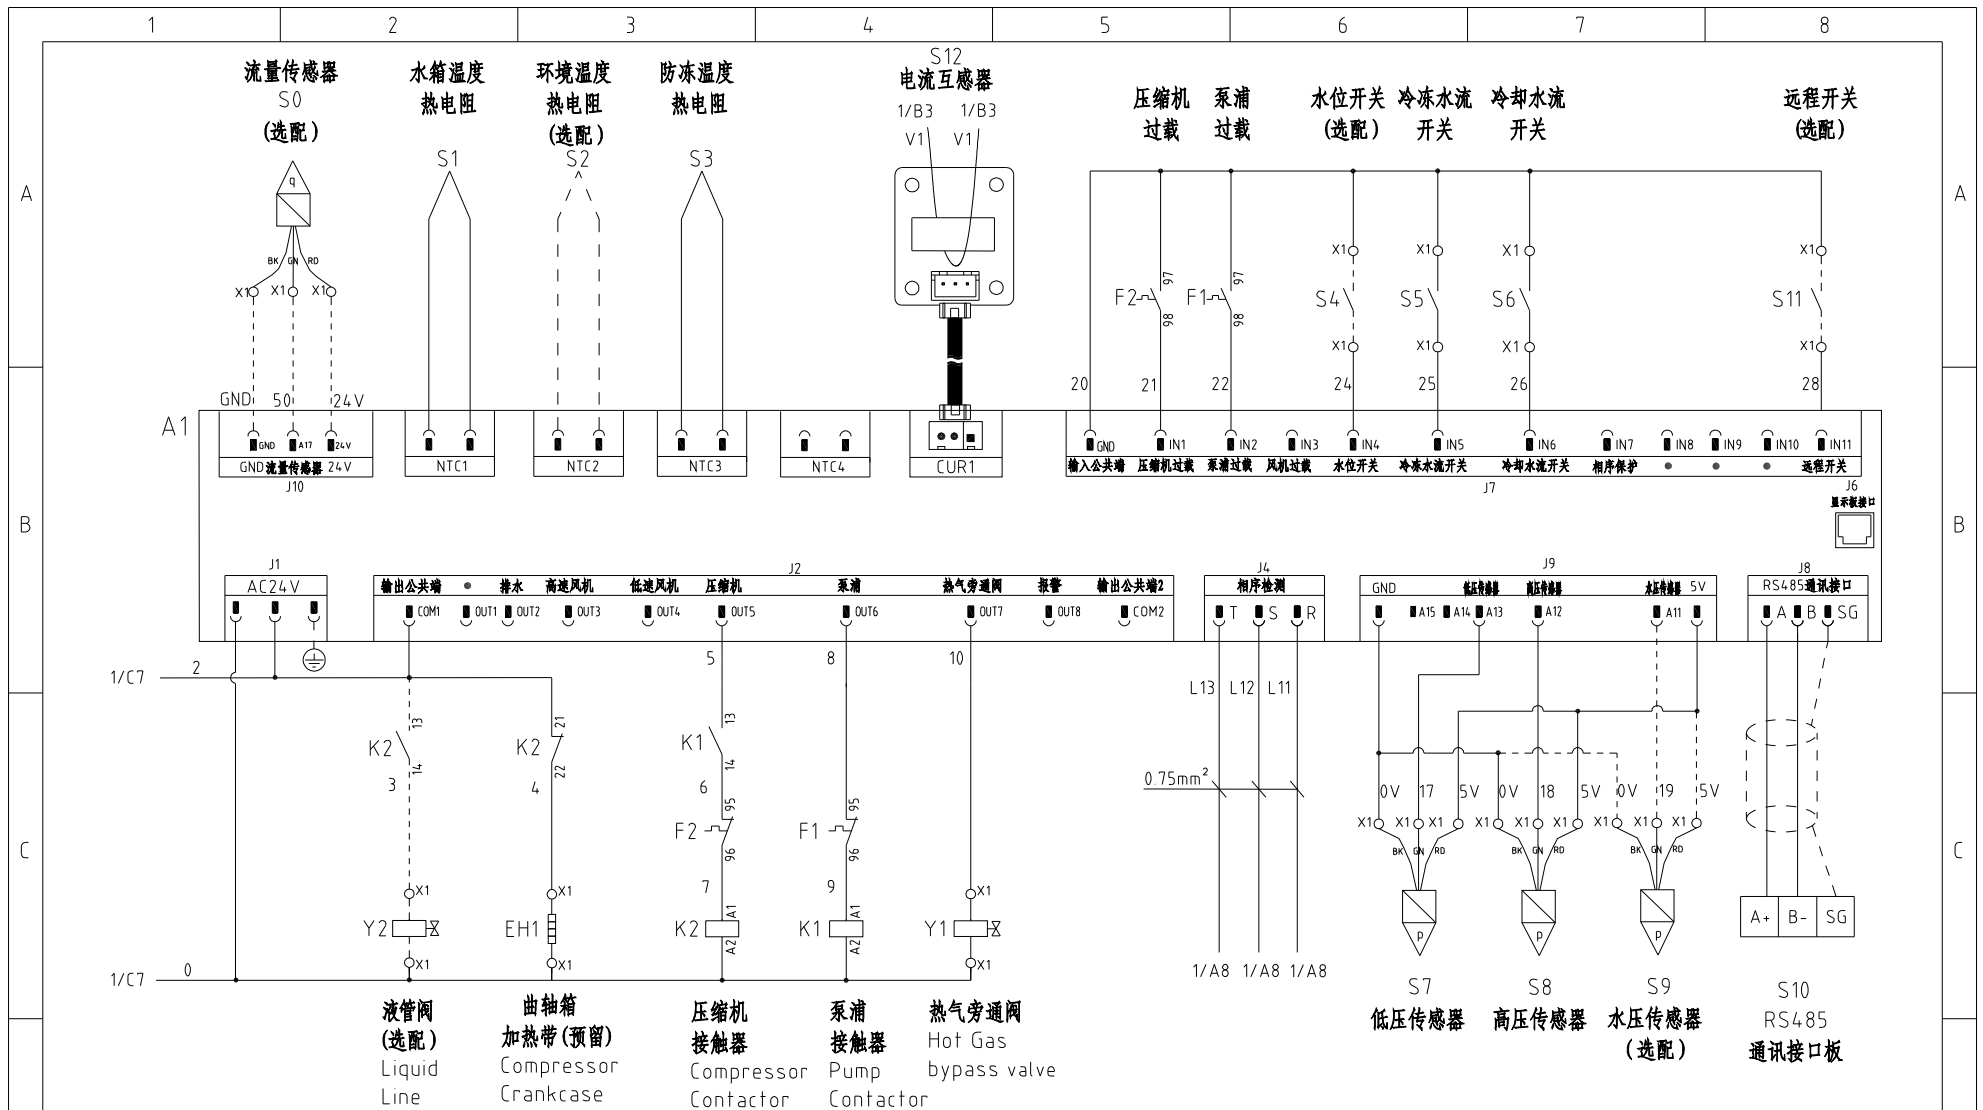 1 2 3 4 5 6 7 8
流量传感器
S0
(选配)
水箱温度
热电阻
环境温度
热电阻
(选配)
防冻温度
热电阻
S12
电流互感器
1/B3 1/B3
V1 V1
压缩机
过载
泵浦
过载
水位开关
(选配)
冷冻水流
开关
冷却水流
开关
远程开关
(选配)
S1 S2 S3
A A
q
BK GN RD
X1 X1 X1
X1 X1 X1 X1
97 97
F2 F1 S4 S5 S6 S11
98 98
X1 X1 X1 X1
20 21 22 24 25 26 28
GND 50 24V
A1
GND A17 24V
GND 流量传感器 24V
J10
NTC1 NTC2 NTC3 NTC4 CUR1
GND IN1 IN2 IN3 IN4 IN5 IN6 IN7 IN8 IN9 IN10 IN11
输入公共端 压缩机过载 泵浦过载 风机过载 水位开关 冷冻水流开关 冷却水流开关 相序保护 • • • 远程开关
J7
J6
显示板接口
B B
J1
AC24V
J2
输出公共端 • 排水 高速风机 低速风机 压缩机 泵浦 热气旁通阀 报警 输出公共端2
COM1 OUT1 OUT2 OUT3 OUT4 OUT5 OUT6 OUT7 OUT8 COM2
J4
相序检测
T S R
J9
GND 低压传感器 高压传感器 水压传感器 5V
A15 A14 A13 A12 A11
J8
RS485通讯接口
A B SG
1/C7 2
5 8 10
L13 L12 L11
13 21 13
K2 K2 K1
14 22 14
3 4 6
0.75mm²
0V 17 5V 0V 18 5V 0V 19 5V
X1 X1 X1 X1 X1 X1 X1 X1 X1
BK GN RD BK GN RD BK GN RD
95 95
F2 F1
96 96
7 9
C C
X1 X1 X1
A1 A1
Y2 EH1 K2 K1 Y1
A2 A2
X1 X1 X1
p p p
A+ B- SG
1/C7 0
1/A8 1/A8 1/A8
S7
低压传感器
S8
高压传感器
S9
水压传感器
(选配)
S10
RS485
通讯接口板
液管阀
(选配)
Liquid
Line
曲轴箱
加热带(预留)
Compressor
Crankcase
压缩机
接触器
Compressor
Contactor
泵浦
接触器
Pump
Contactor
热气旁通阀
Hot Gas
bypass valve